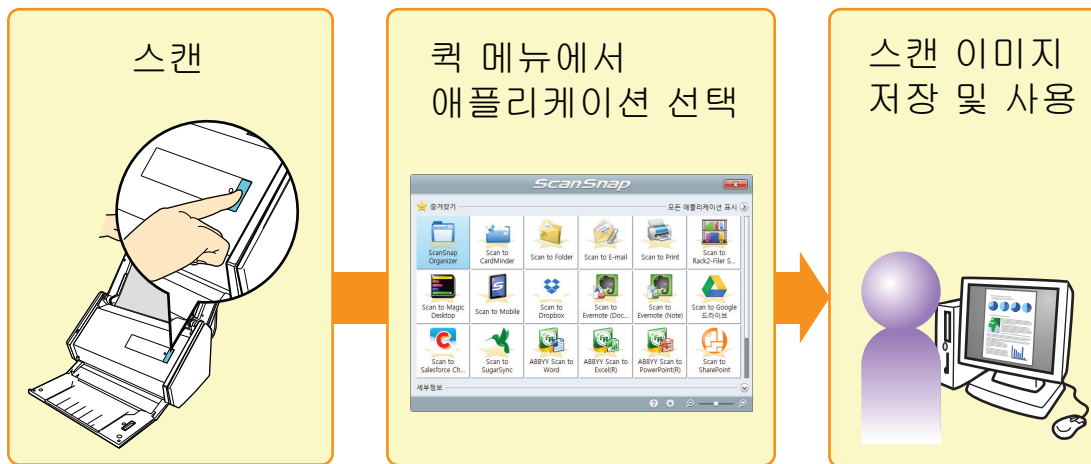 스캔
퀵 메뉴에서
애플리케이션 선택
ScanSnap
즐겨찾기
모든 애플리케이션 표시
ScanSnap
Organizer
Scan to
CardMinder
Scan to Folder
Scan to E-mail
Scan to Print
Scan to
Rack2-Filer S...
Scan to Magic
Desktop
Scan to Mobile
Scan to
Dropbox
Scan to
Evernote (Doc...
Scan to
Evernote (Note)
Scan to Google
드라이브
Scan to
Salesforce Ch...
Scan to
SugarSync
ABBYY Scan to
Word
ABBYY Scan to
Excel(R)
ABBYY Scan to
PowerPoint(R)
Scan to
SharePoint
세부정보
스캔 이미지
저장 및 사용